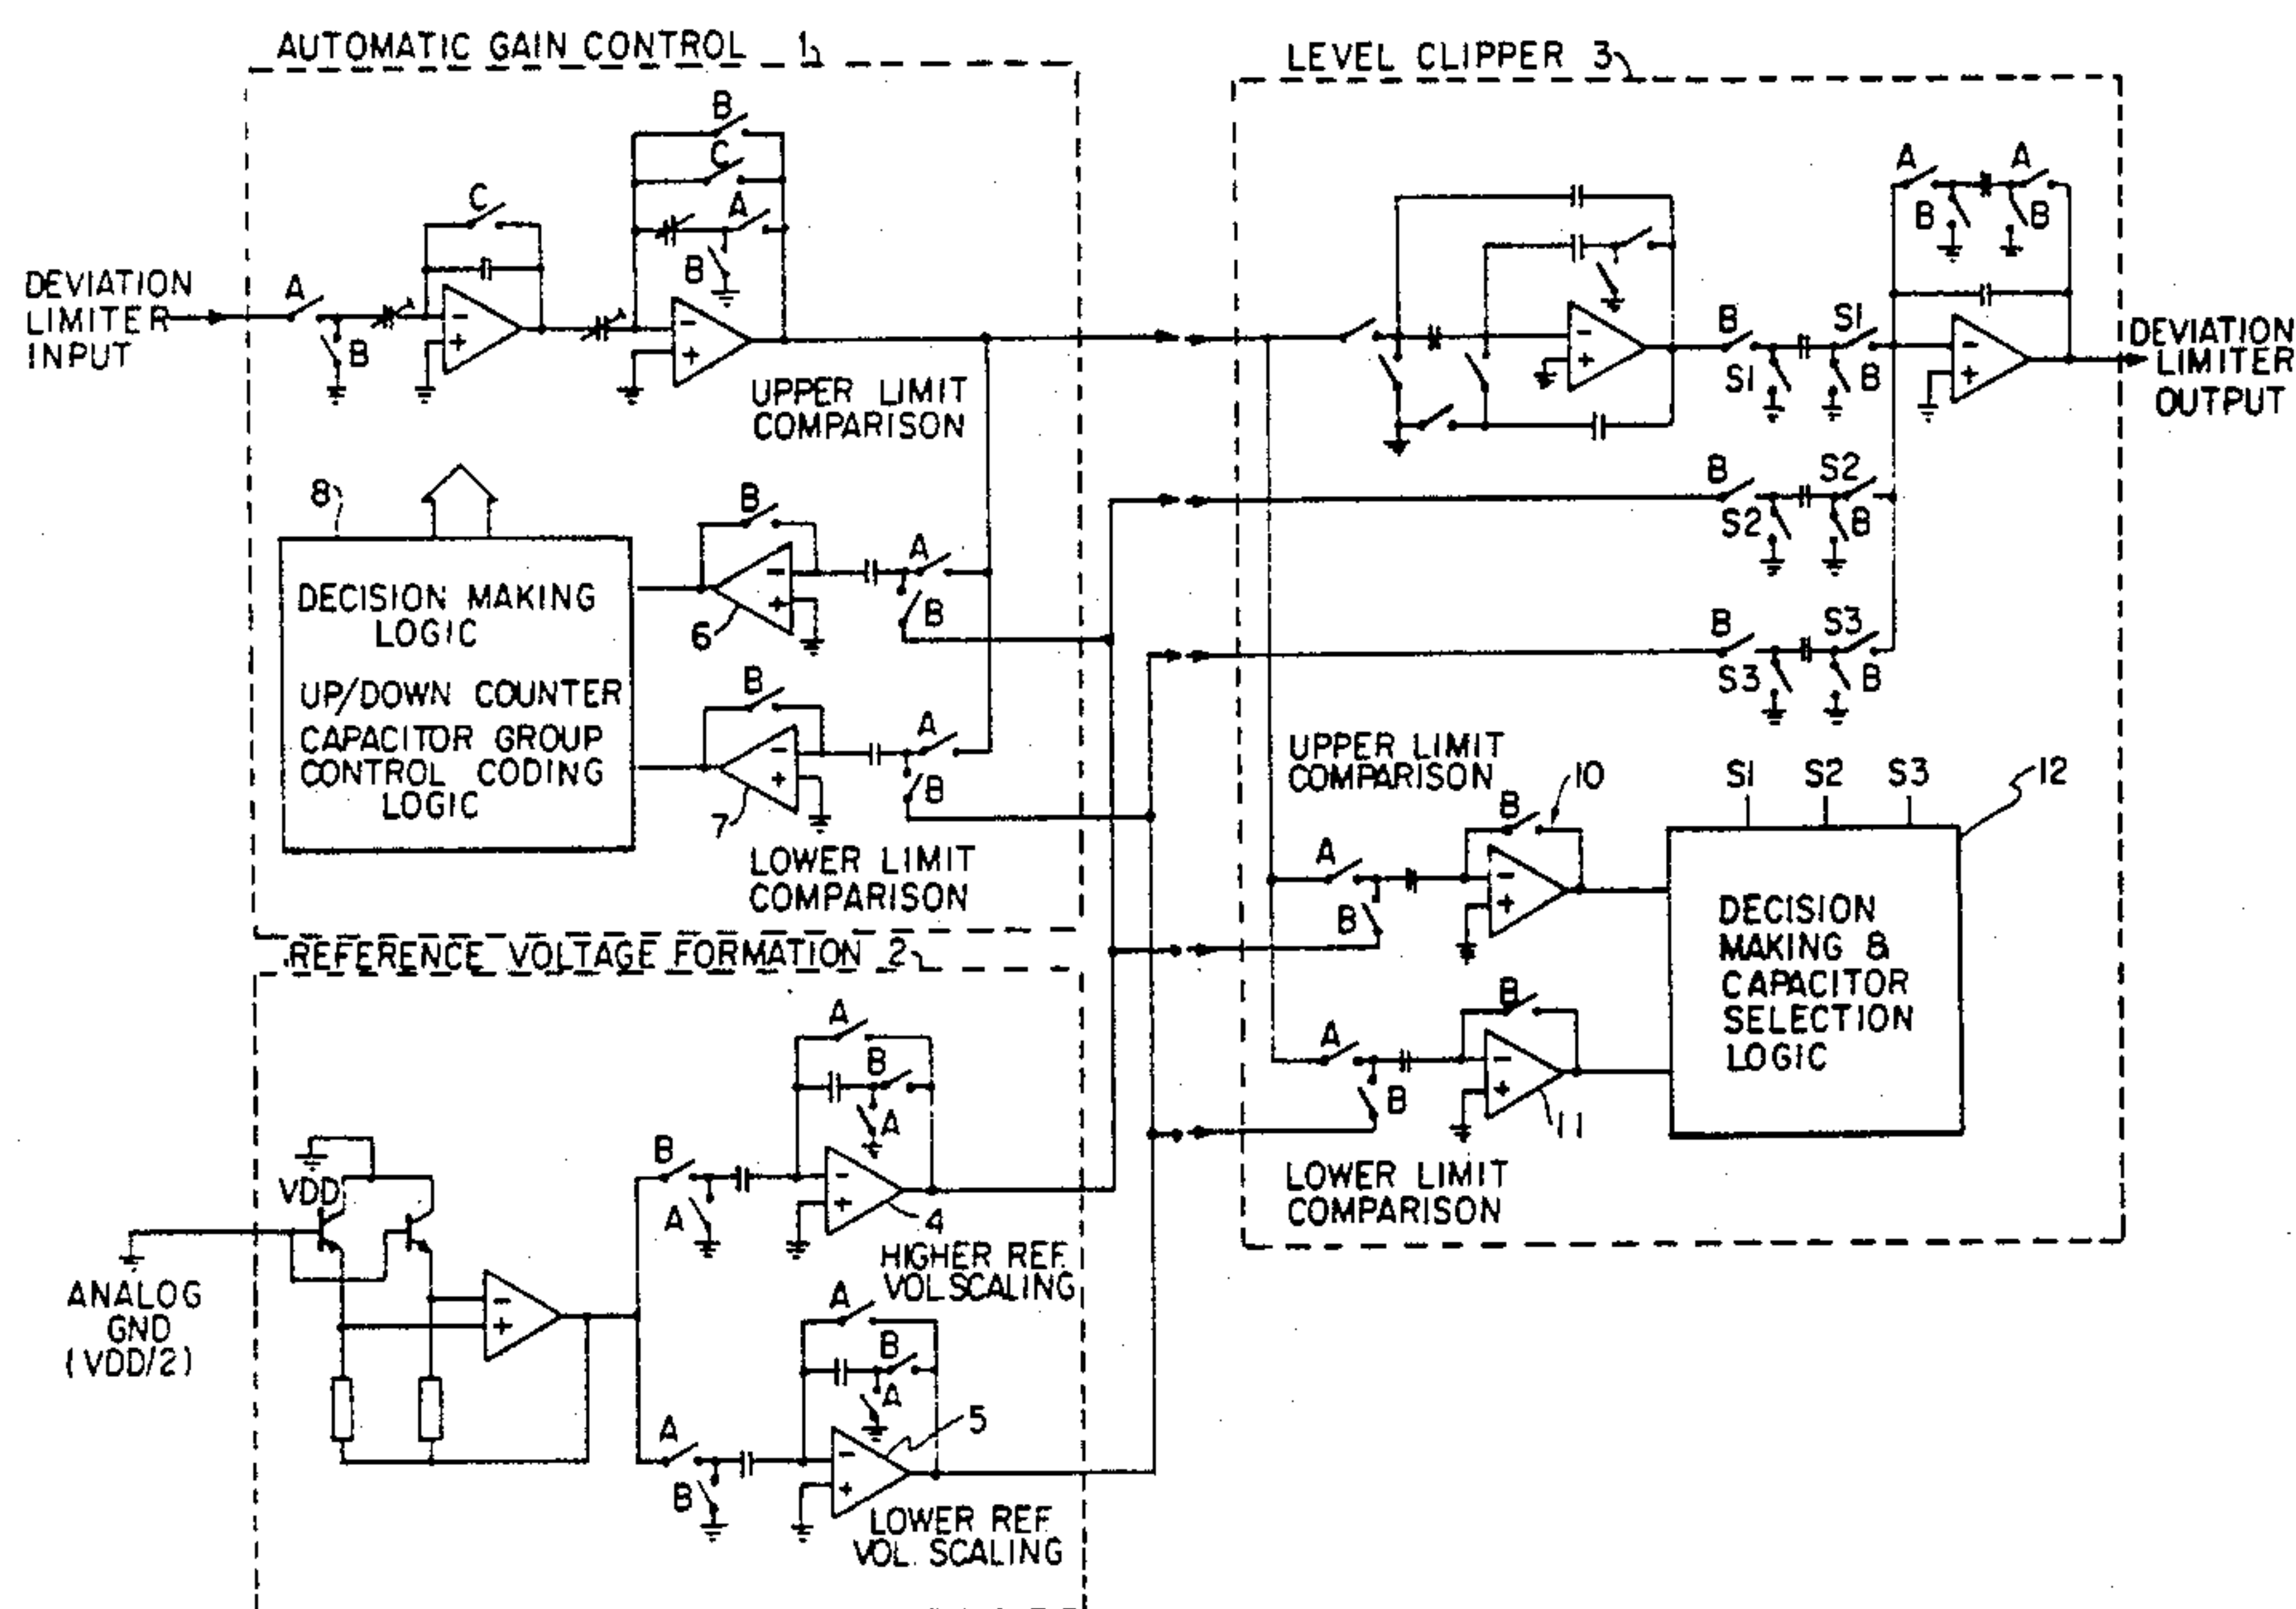 AUTOMATIC GAIN CONTROL 1
LEVEL CLIPPER 3
B
C
A
B
C
A
B
DEVIATION
LIMITER
INPUT
UPPER LIMIT
COMPARISON
A
A
B
B
B
S1
S1
B
DEVIATION
LIMITER
OUTPUT
8
DECISION MAKING
LOGIC
UP/DOWN COUNTER
CAPACITOR GROUP
CONTROL CODING
LOGIC
B
A
B
6
B
A
B
7
LOWER LIMIT
COMPARISON
B
S2
S2
B
B
S3
S3
B
UPPER LIMIT
COMPARISON
10
B
A
B
S1
S2
S3
12
DECISION
MAKING &
CAPACITOR
SELECTION
LOGIC
B
A
B
11
LOWER LIMIT
COMPARISON
REFERENCE VOLTAGE FORMATION 2
A
B
A
B
A
4
HIGHER REF.
VOL SCALING
VDD
ANALOG
GND
(VDD/2)
A
B
A
A
B
5
LOWER REF.
VOL. SCALING